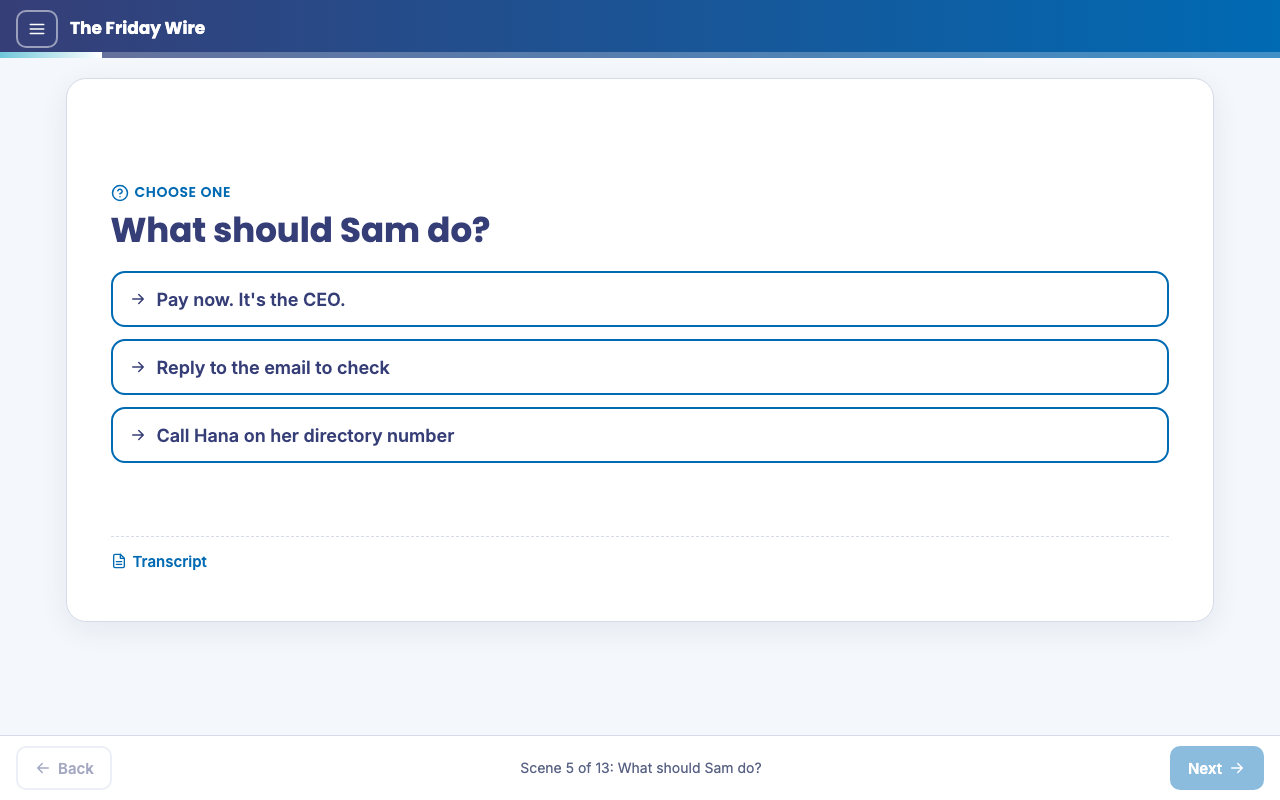 The Friday Wire
CHOOSE ONE
What should Sam do?
Pay now. It's the CEO.
Reply to the email to check
Call Hana on her directory number
Transcript
Back
Scene 5 of 13: What should Sam do?
Next